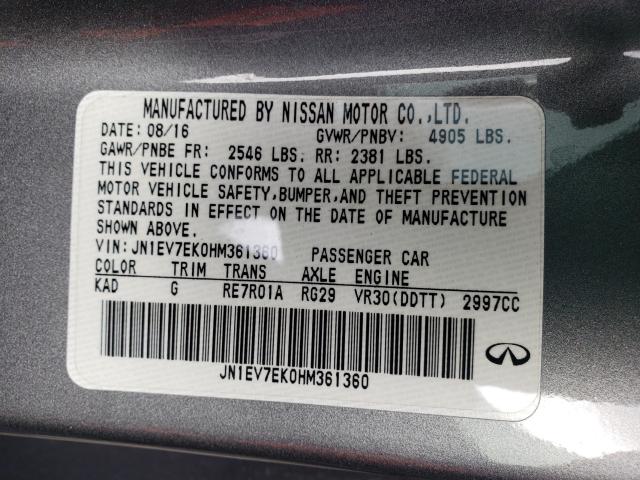 MANUFACTURED BY NISSAN MOTOR CO.,LTD.
DATE: 08/16 GVWR/PNBV: 4905 LBS.
GAWR/PNBE FR: 2546 LBS. RR: 2381 LBS.
THIS VEHICLE CONFORMS TO ALL APPLICABLE FEDERAL
MOTOR VEHICLE SAFETY,BUMPER,AND THEFT PREVENTION
STANDARDS IN EFFECT ON THE DATE OF MANUFACTURE
SHOWN ABOVE.
VIN:JN1EV7EK0HM361360 PASSENGER CAR
COLOR TRIM TRANS AXLE ENGINE
KAD G RE7R01A RG29 VR30(DDTT) 2997CC
JN1EV7EK0HM361360